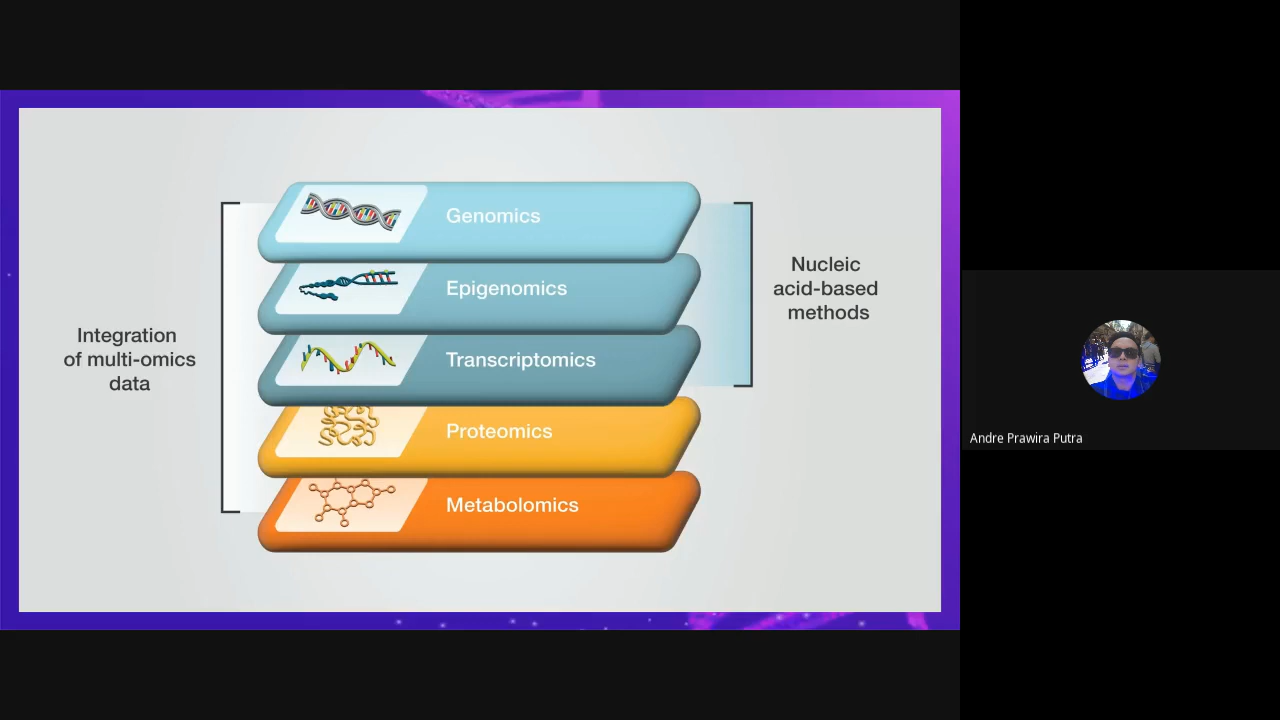 Genomics
Epigenomics
Transcriptomics
Proteomics
Metabolomics
Integration
of multi-omics
data
Nucleic
acid-based
methods
Andre Prawira Putra